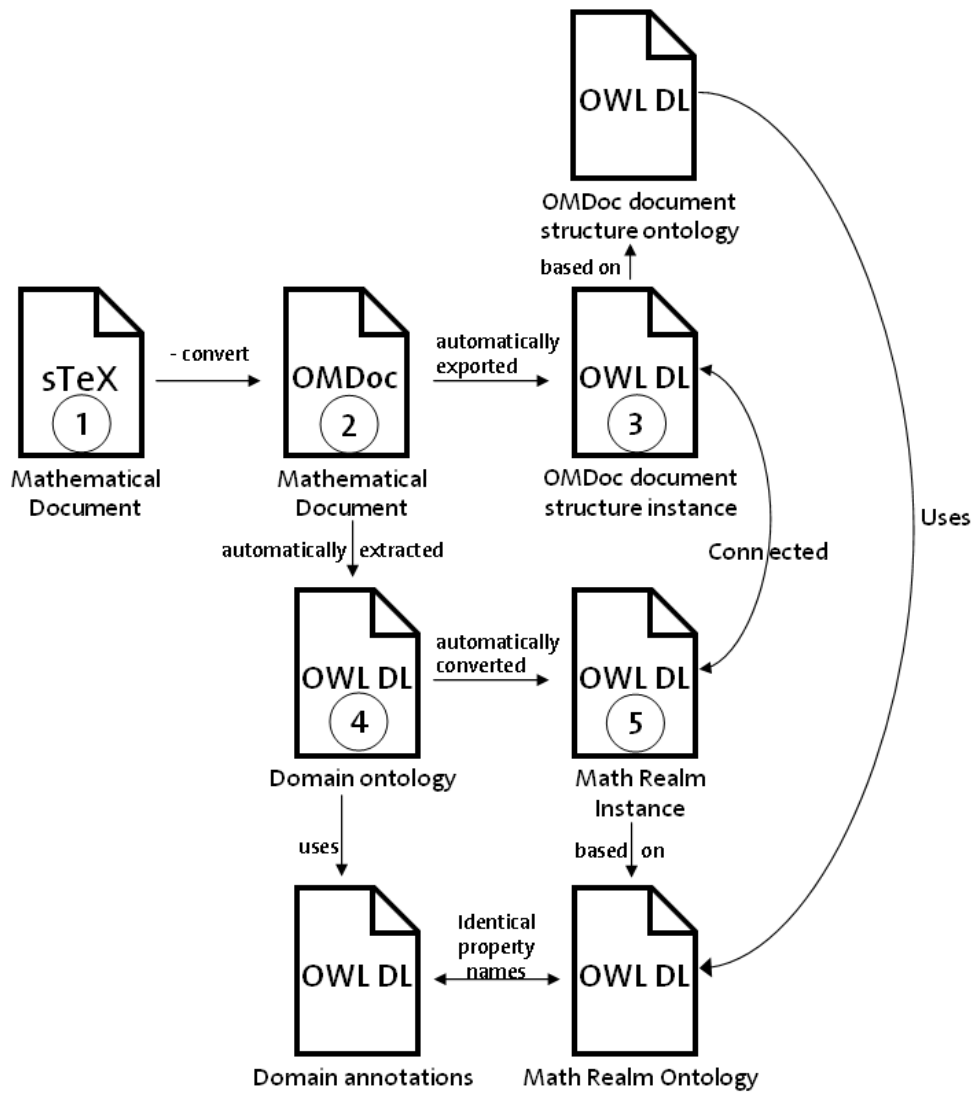 OWL DL
OMDoc document
structure ontology
based on
sTeX
1
Mathematical
Document
- convert
OMDoc
2
Mathematical
Document
automatically
exported
OWL DL
3
OMDoc document
structure instance
Uses
Connected
automatically extracted
OWL DL
4
Domain ontology
automatically
converted
OWL DL
5
Math Realm
Instance
uses
based on
OWL DL
Domain annotations
Identical
property
names
OWL DL
Math Realm Ontology